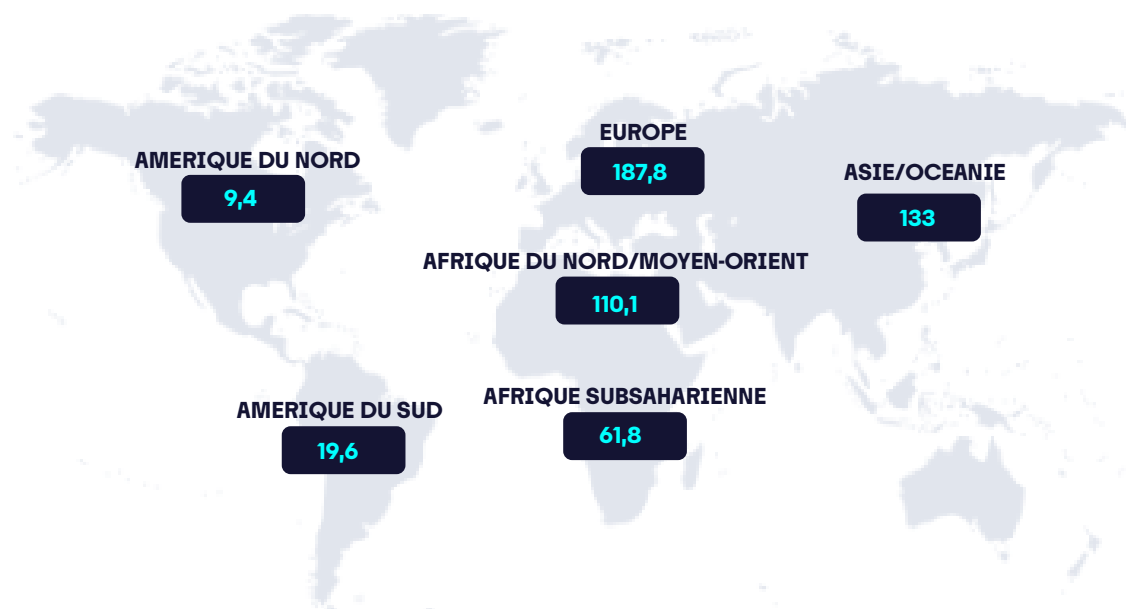 EUROPE
187,8
AMERIQUE DU NORD
9,4
ASIE/OCEANIE
133
AFRIQUE DU NORD/MOYEN-ORIENT
110,1
AFRIQUE SUBSAHARIENNE
61,8
AMERIQUE DU SUD
19,6